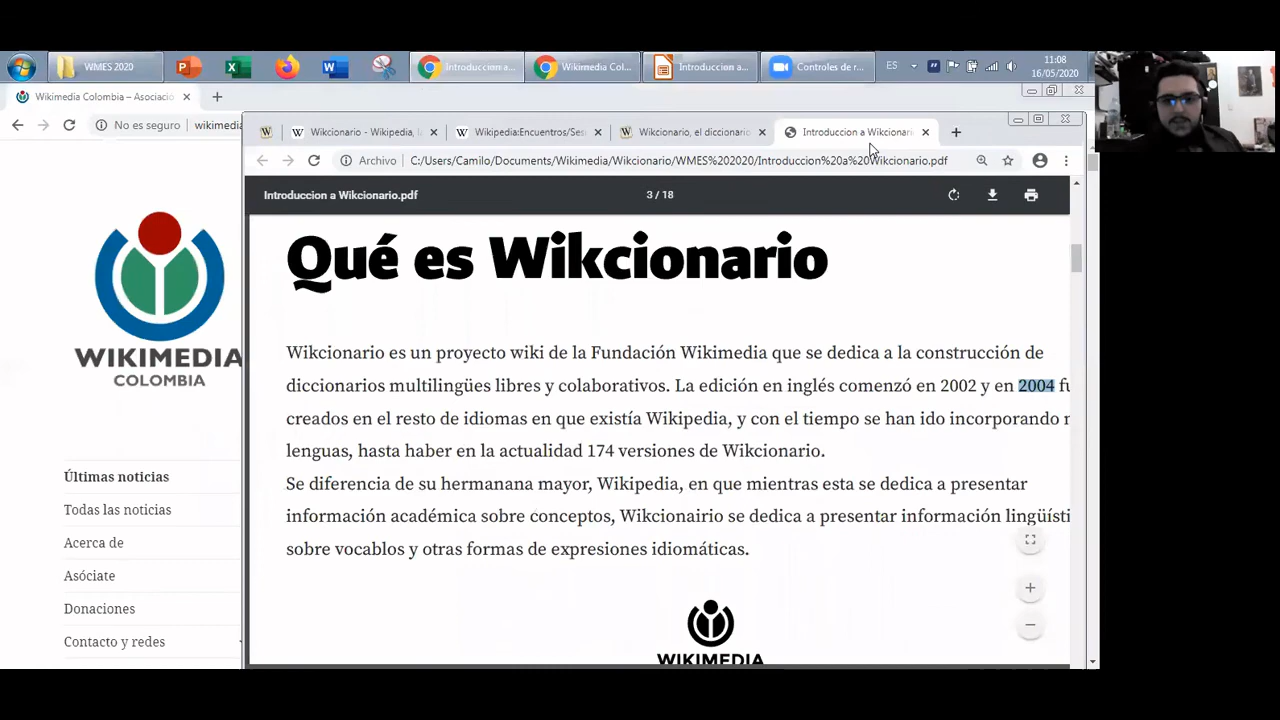 WMES 2020
Introduccion a...
Wikimedia Col...
Introduccion a...
Controles de r...
ES
11:08
16/05/2020
Wikimedia Colombia – Asociació
No es seguro
wikimedia
Wikcionario - Wikipedia, l
Wikipedia:Encuentros/Ses
Wikcionario, el diccionario
Introduccion a Wikcionari
Archivo
C:/Users/Camilo/Documents/Wikimedia/Wikcionario/WMES%202020/Introduccion%20a%20Wikcionario.pdf
Introduccion a Wikcionario.pdf
3 / 18
WIKIMEDIA
COLOMBIA
Últimas noticias
Todas las noticias
Acerca de
Asóciate
Donaciones
Contacto y redes
Qué es Wikcionario
Wikcionario es un proyecto wiki de la Fundación Wikimedia que se dedica a la construcción de
diccionarios multilingües libres y colaborativos. La edición en inglés comenzó en 2002 y en 2004 fu
creados en el resto de idiomas en que existía Wikipedia, y con el tiempo se han ido incorporando
lenguas, hasta haber en la actualidad 174 versiones de Wikcionario.
Se diferencia de su hermanana mayor, Wikipedia, en que mientras esta se dedica a presentar
información académica sobre conceptos, Wikcionairio se dedica a presentar información lingüísti
sobre vocablos y otras formas de expresiones idiomáticas.
WIKIMEDIA